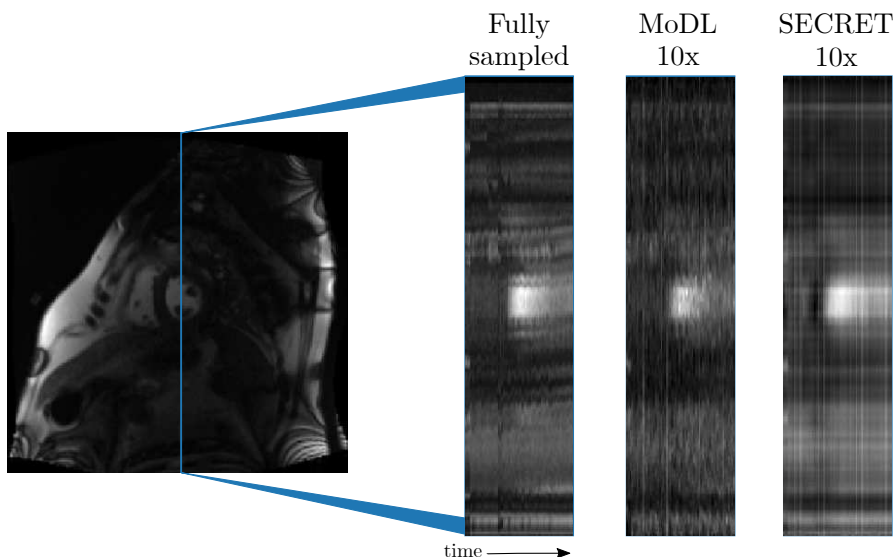 Fully
sampled
MoDL
10x
SECRET
10x
time